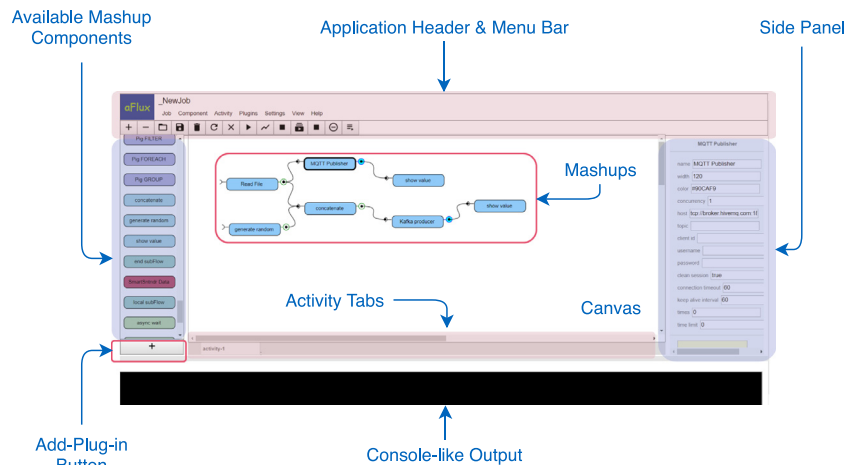 Available Mashup
Components
Application Header & Menu Bar
Side Panel
aFlux
_NewJob
Job Component Activity Plugins Settings View Help
Pig FILTER
Pig FOREACH
Pig GROUP
concatenate
generate random
show value
end subFlow
local subFlow
async wait
+
Read File
MQTT Publisher
show value
generate random
concatenate
Kafka producer
show value
Mashups
Activity Tabs
Canvas
activity-1
MQTT Publisher
name MQTT Publisher
width 120
color #90CAF9
concurrency 1
host tcp://broker.hivemq.com:18
topic
client id
username
password
clean session true
connection timeout 60
keep alive interval 60
times 0
time limit 0
Add-Plug-in
Button
Console-like Output